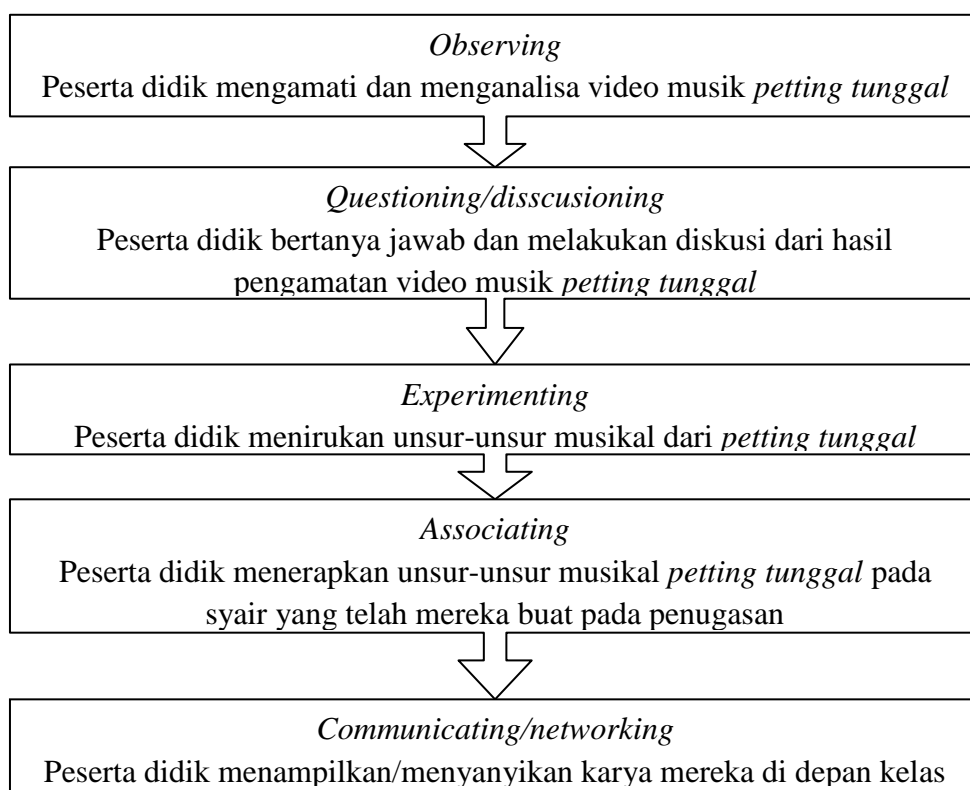 Observing
Peserta didik mengamati dan menganalisa video musik petting tunggal
Questioning/disscusioning
Peserta didik bertanya jawab dan melakukan diskusi dari hasil
pengamatan video musik petting tunggal
Experimenting
Peserta didik menirukan unsur-unsur musikal dari petting tunggal
Associating
Peserta didik menerapkan unsur-unsur musikal petting tunggal pada
syair yang telah mereka buat pada penugasan
Communicating/networking
Peserta didik menampilkan/menyanyikan karya mereka di depan kelas